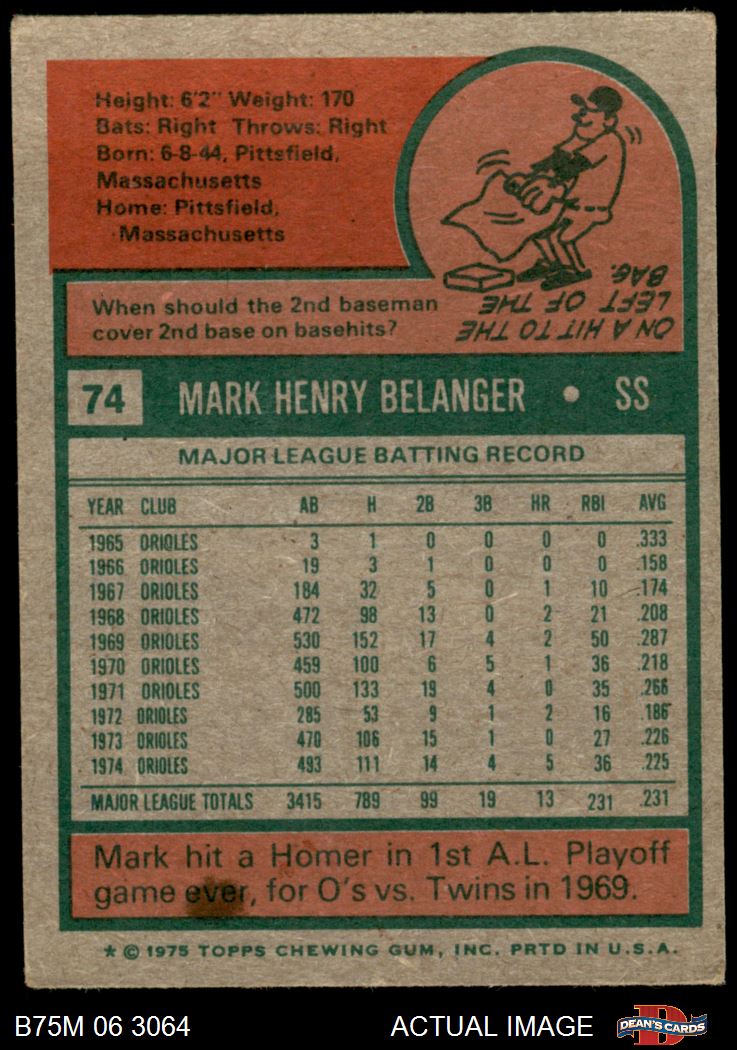 Height: 6'2" Weight: 170
Bats: Right Throws: Right
Born: 6-8-44, Pittsfield,
Massachusetts
Home: Pittsfield,
Massachusetts
When should the 2nd baseman
cover 2nd base on basehits?
ON A HIT TO THE
LEFT OF THE
BAG.
74 MARK HENRY BELANGER • SS
MAJOR LEAGUE BATTING RECORD
YEAR CLUB AB H 2B 3B HR RBI AVG
1965 ORIOLES 3 1 0 0 0 0 .333
1966 ORIOLES 19 3 1 0 0 0 .158
1967 ORIOLES 184 32 5 0 1 10 .174
1968 ORIOLES 472 98 13 0 2 21 .208
1969 ORIOLES 530 152 17 4 2 50 .287
1970 ORIOLES 459 100 6 5 1 36 .218
1971 ORIOLES 500 133 19 4 0 35 .266
1972 ORIOLES 285 53 9 1 2 16 .186
1973 ORIOLES 470 106 15 1 0 27 .226
1974 ORIOLES 493 111 14 4 5 36 .225
MAJOR LEAGUE TOTALS 3415 789 99 19 13 231 .231
Mark hit a Homer in 1st A.L. Playoff
game ever, for O's vs. Twins in 1969.
* © 1975 TOPPS CHEWING GUM, INC. PRTD IN U.S.A.
B75M 06 3064 ACTUAL IMAGE D DEAN'S CARDS